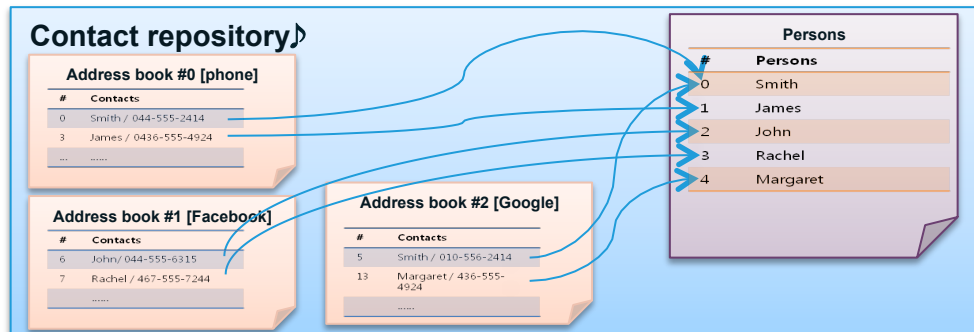 Contact repository♪
Address book #0 [phone]
# Contacts
0 Smith / 044-555-2414
3 James / 0436-555-4924
... ......
Address book #1 [Facebook]
# Contacts
6 John/ 044-555-6315
7 Rachel / 467-555-7244
......
Address book #2 [Google]
# Contacts
5 Smith / 010-556-2414
13 Margaret / 436-555-
4924
......
Persons
# Persons
0 Smith
1 James
2 John
3 Rachel
4 Margaret